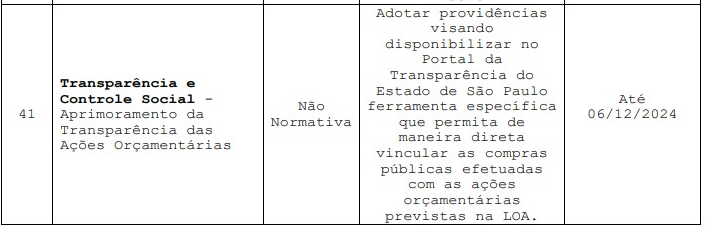 41
Transparência e
Controle Social –
Aprimoramento da
Transparência das
Ações Orçamentárias
Não
Normativa
Adotar providências
visando
disponibilizar no
Portal da
Transparência do
Estado de São Paulo
ferramenta específica
que permita de
maneira direta
vincular as compras
públicas efetuadas
com as ações
orçamentárias
previstas na LOA.
Até
06/12/2024